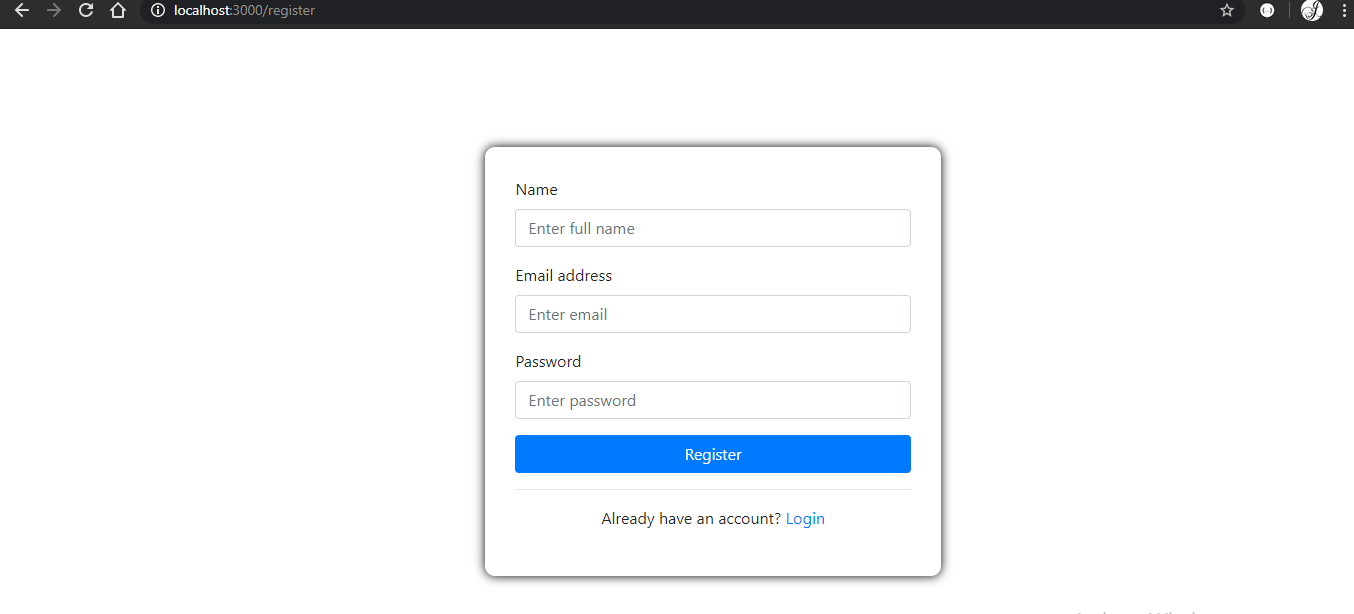 localhost:3000/register
Name
Enter full name
Email address
Enter email
Password
Enter password
Register
Already have an account? Login